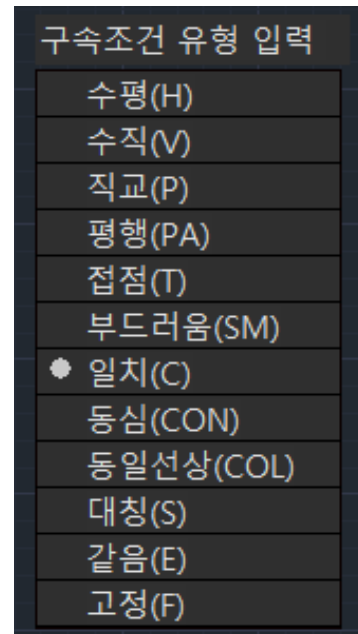 구속조건 유형 입력
수평(H)
수직(V)
직교(P)
평행(PA)
접점(T)
부드러움(SM)
일치(C)
동심(CON)
동일선상(COL)
대칭(S)
같음(E)
고정(F)